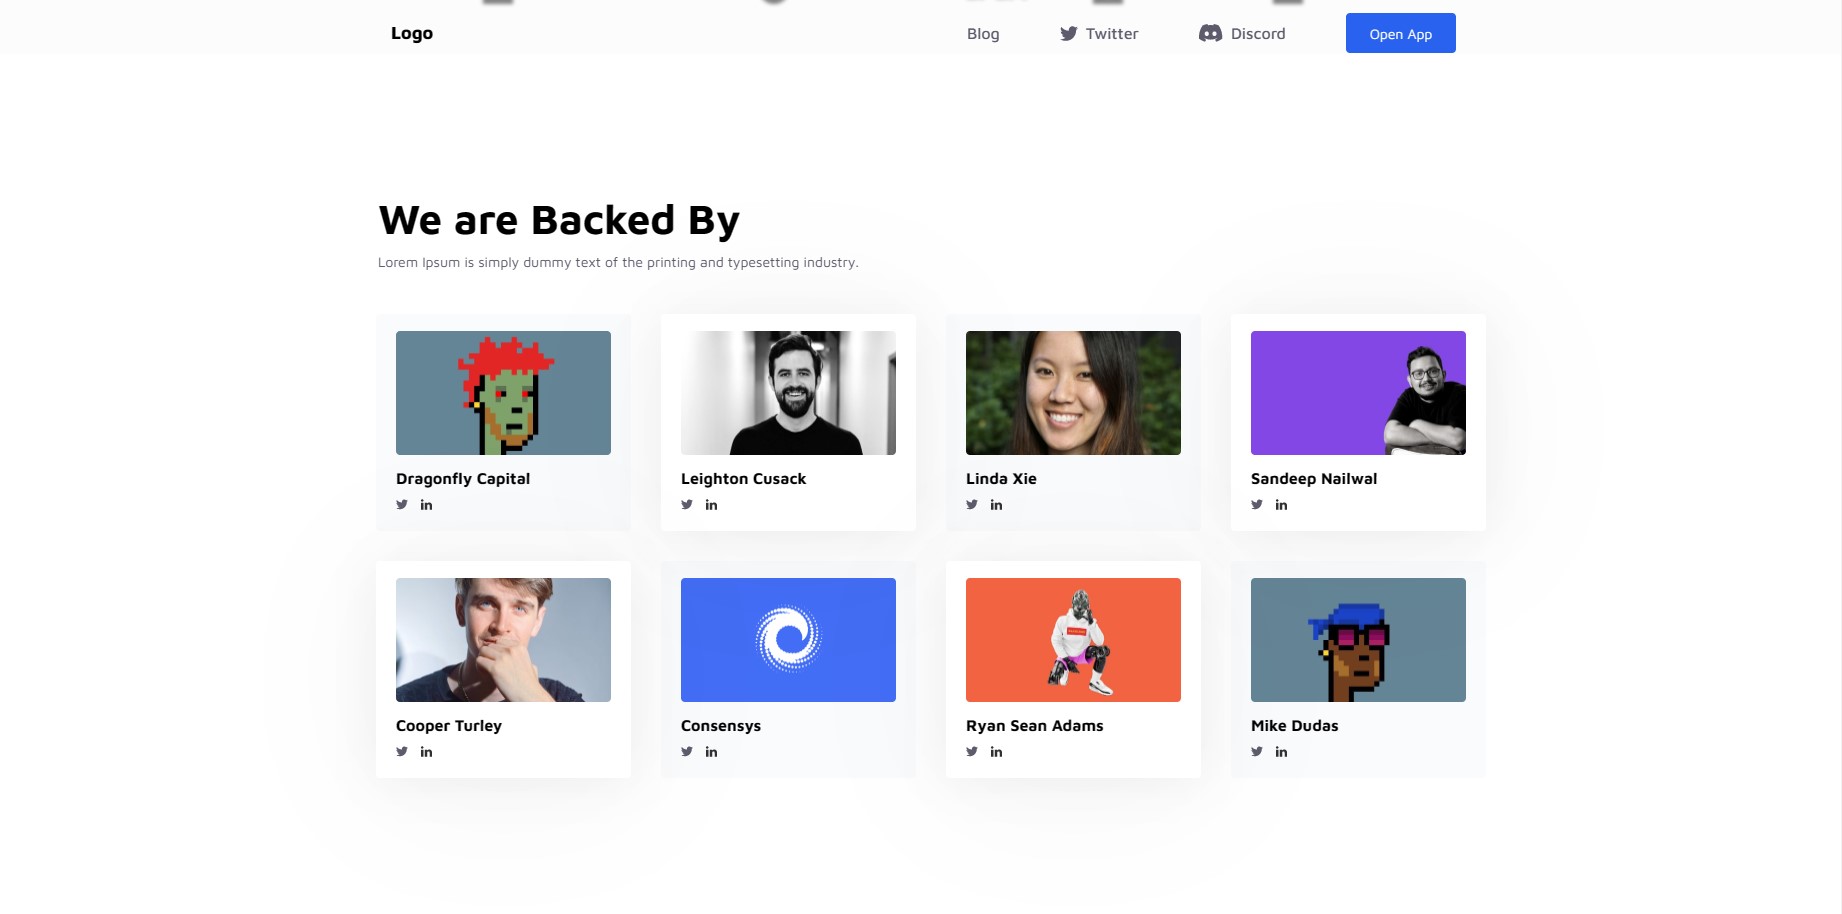 Logo
Blog
Twitter
Discord
Open App
We are Backed By
Lorem Ipsum is simply dummy text of the printing and typesetting industry.
Dragonfly Capital
in
Leighton Cusack
in
Linda Xie
in
Sandeep Nailwal
in
Cooper Turley
in
Consensys
in
Ryan Sean Adams
in
Mike Dudas
in